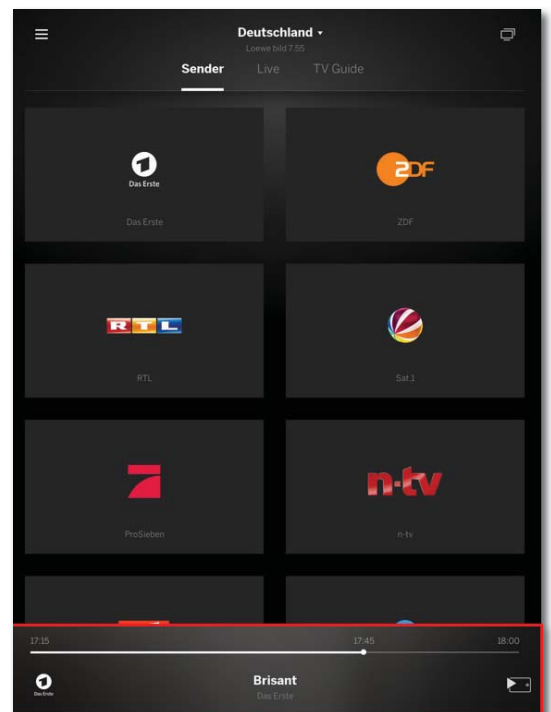 Deutschland
Loewe bild 7.55
Sender Live TV Guide
Das Erste ZDF
Das Erste ZDF
RTL
RTL Sat.1
n-tv
ProSieben n-tv
17:15 17:45 18:00
Brisant
Das Erste Das Erste